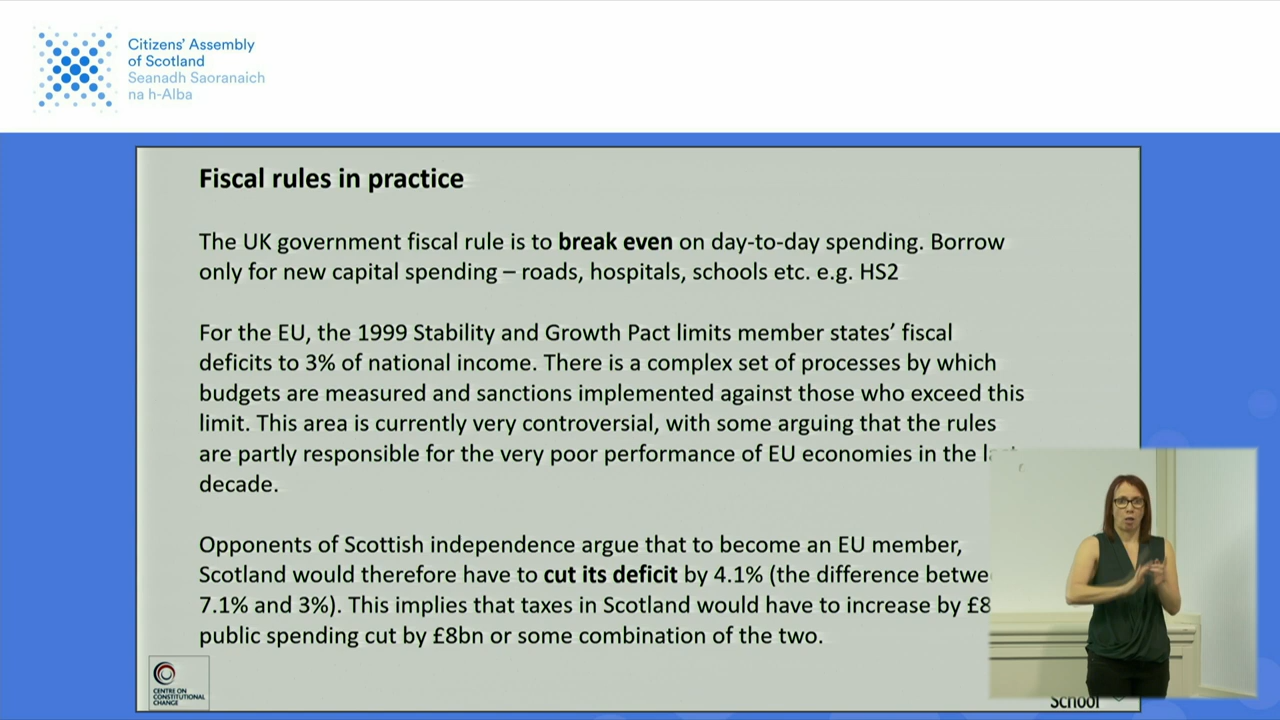 Citizens' Assembly
of Scotland
Seanadh Saoranaich
na h-Alba
Fiscal rules in practice
The UK government fiscal rule is to break even on day-to-day spending. Borrow
only for new capital spending – roads, hospitals, schools etc. e.g. HS2
For the EU, the 1999 Stability and Growth Pact limits member states' fiscal
deficits to 3% of national income. There is a complex set of processes by which
budgets are measured and sanctions implemented against those who exceed this
limit. This area is currently very controversial, with some arguing that the rules
are partly responsible for the very poor performance of EU economies in the
decade.
Opponents of Scottish independence argue that to become an EU member,
Scotland would therefore have to cut its deficit by 4.1% (the difference
7.1% and 3%). This implies that taxes in Scotland would have to increase by
public spending cut by £8bn or some combination of the two.
CENTRE ON
CONSTITUTIONAL
CHANGE
School